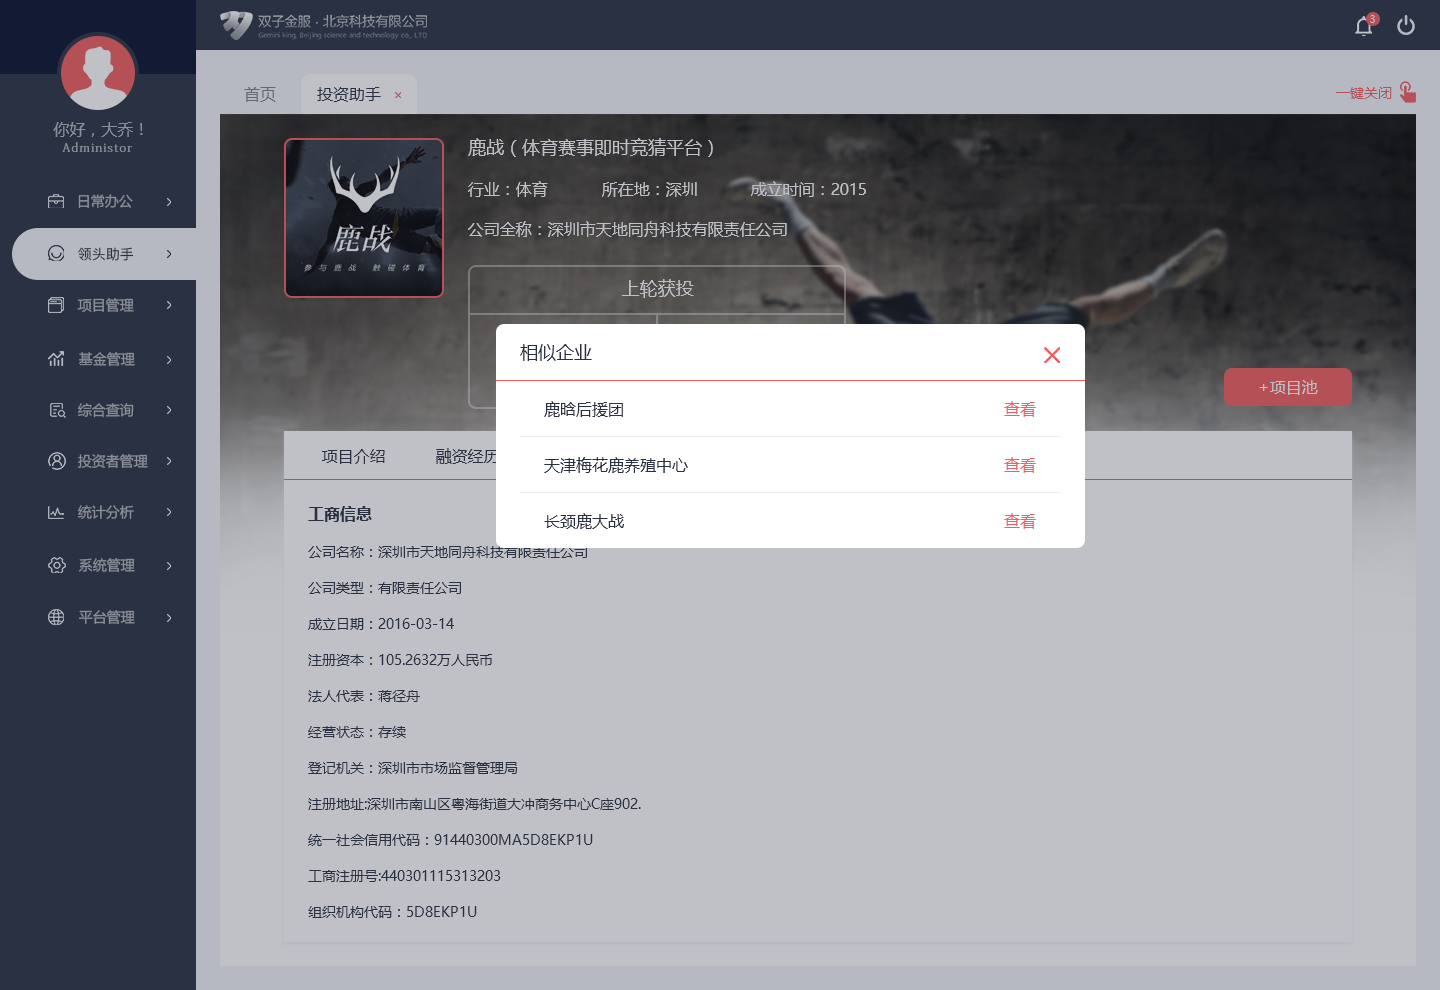 双子金服 · 北京科技有限公司
Gemini king, Beijing science and technology co., LTD
3
你好，大乔！
Administor
日常办公
领头助手
项目管理
基金管理
综合查询
投资者管理
统计分析
系统管理
平台管理
首页
投资助手 ×
一键关闭
鹿战
参与鹿战 触碰体育
鹿战（体育赛事即时竞猜平台）
行业：体育 所在地：深圳 成立时间：2015
公司全称：深圳市天地同舟科技有限责任公司
上轮获投
+项目池
相似企业
鹿晗后援团 查看
天津梅花鹿养殖中心 查看
长颈鹿大战 查看
项目介绍 融资经历
工商信息
公司名称：深圳市天地同舟科技有限责任公司
公司类型：有限责任公司
成立日期：2016-03-14
注册资本：105.2632万人民币
法人代表：蒋径舟
经营状态：存续
登记机关：深圳市市场监督管理局
注册地址:深圳市南山区粤海街道大冲商务中心C座902.
统一社会信用代码：91440300MA5D8EKP1U
工商注册号:440301115313203
组织机构代码：5D8EKP1U